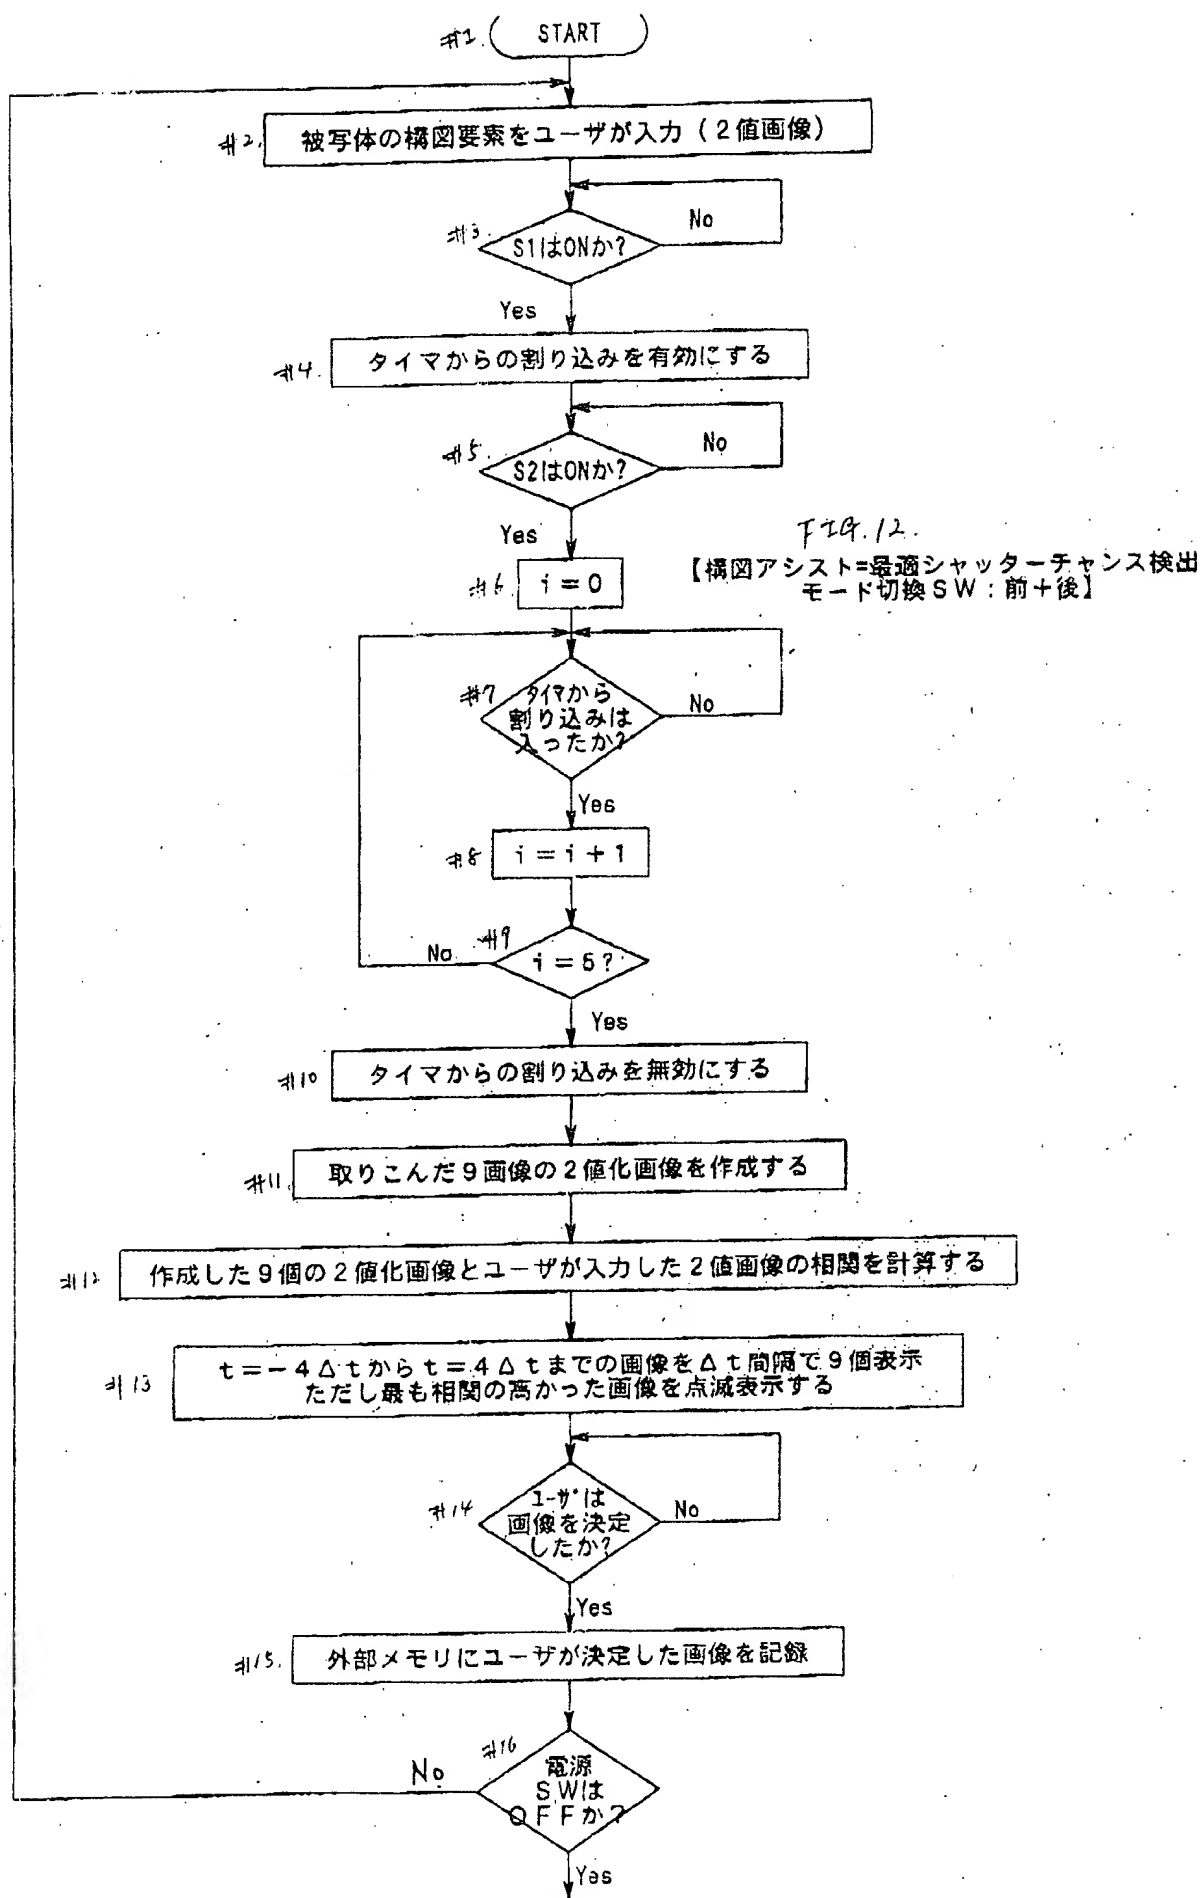 #1. START
#2. 被写体の構図要素をユーザが入力(2値画像)
#3. S1はONか?
No
Yes
#4. タイマからの割り込みを有効にする
#5. S2はONか?
No
Yes
FIG.12.
【構図アシスト=最適シャッターチャンス検出
モード切換SW:前+後】
#6 i=0
#7 タイマから
割り込みは
入ったか?
No
Yes
#8 i=i+1
#9 i=5?
No
Yes
#10 タイマからの割り込みを無効にする
#11. 取りこんだ9画像の2値化画像を作成する
#12 作成した9個の2値化画像とユーザが入力した2値画像の相関を計算する
#13 t=-4Δtからt=4Δtまでの画像をΔt間隔で9個表示
ただし最も相関の高かった画像を点滅表示する
#14 ユーザは
画像を決定
したか?
No
Yes
#15. 外部メモリにユーザが決定した画像を記録
#16 電源
SWは
OFFか?
No
Yes